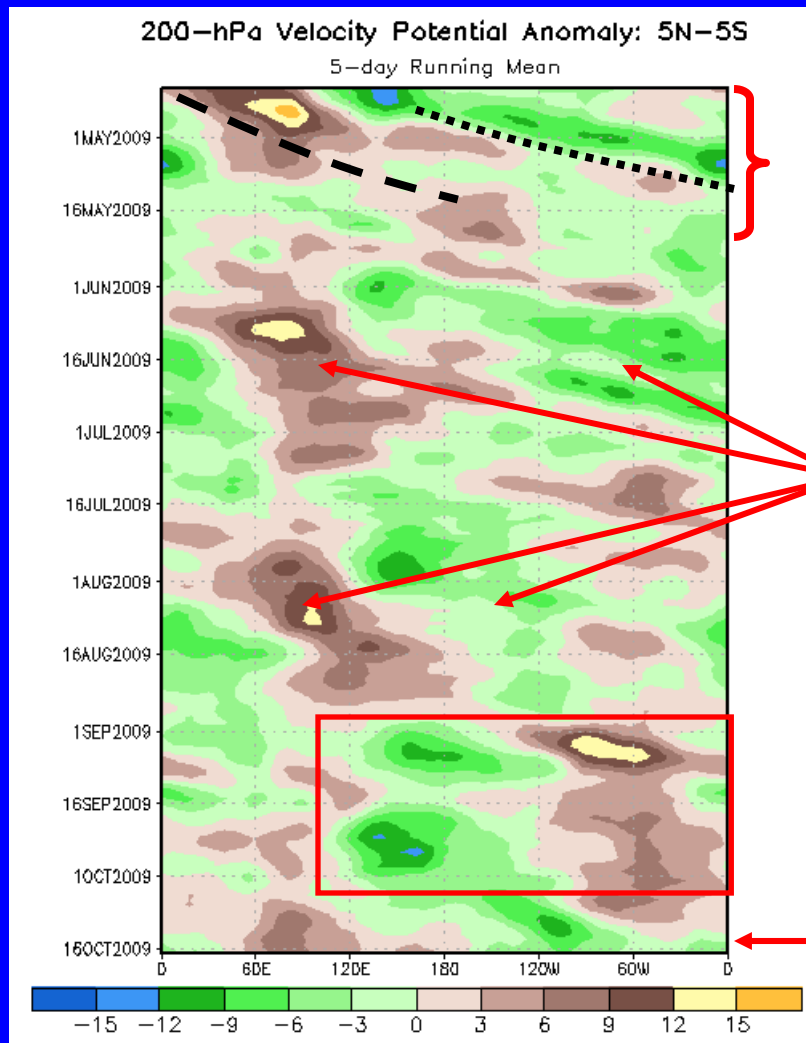 200-hPa Velocity Potential Anomaly: 5N-5S
5-day Running Mean
1MAY2009
16MAY2009
1JUN2009
16JUN2009
1JUL2009
16JUL2009
1AUG2009
16AUG2009
1SEP2009
16SEP2009
1OCT2009
16OCT2009
0 60E 120E 180 120W 60W 0
-15 -12 -9 -6 -3 0 3 6 9 12 15